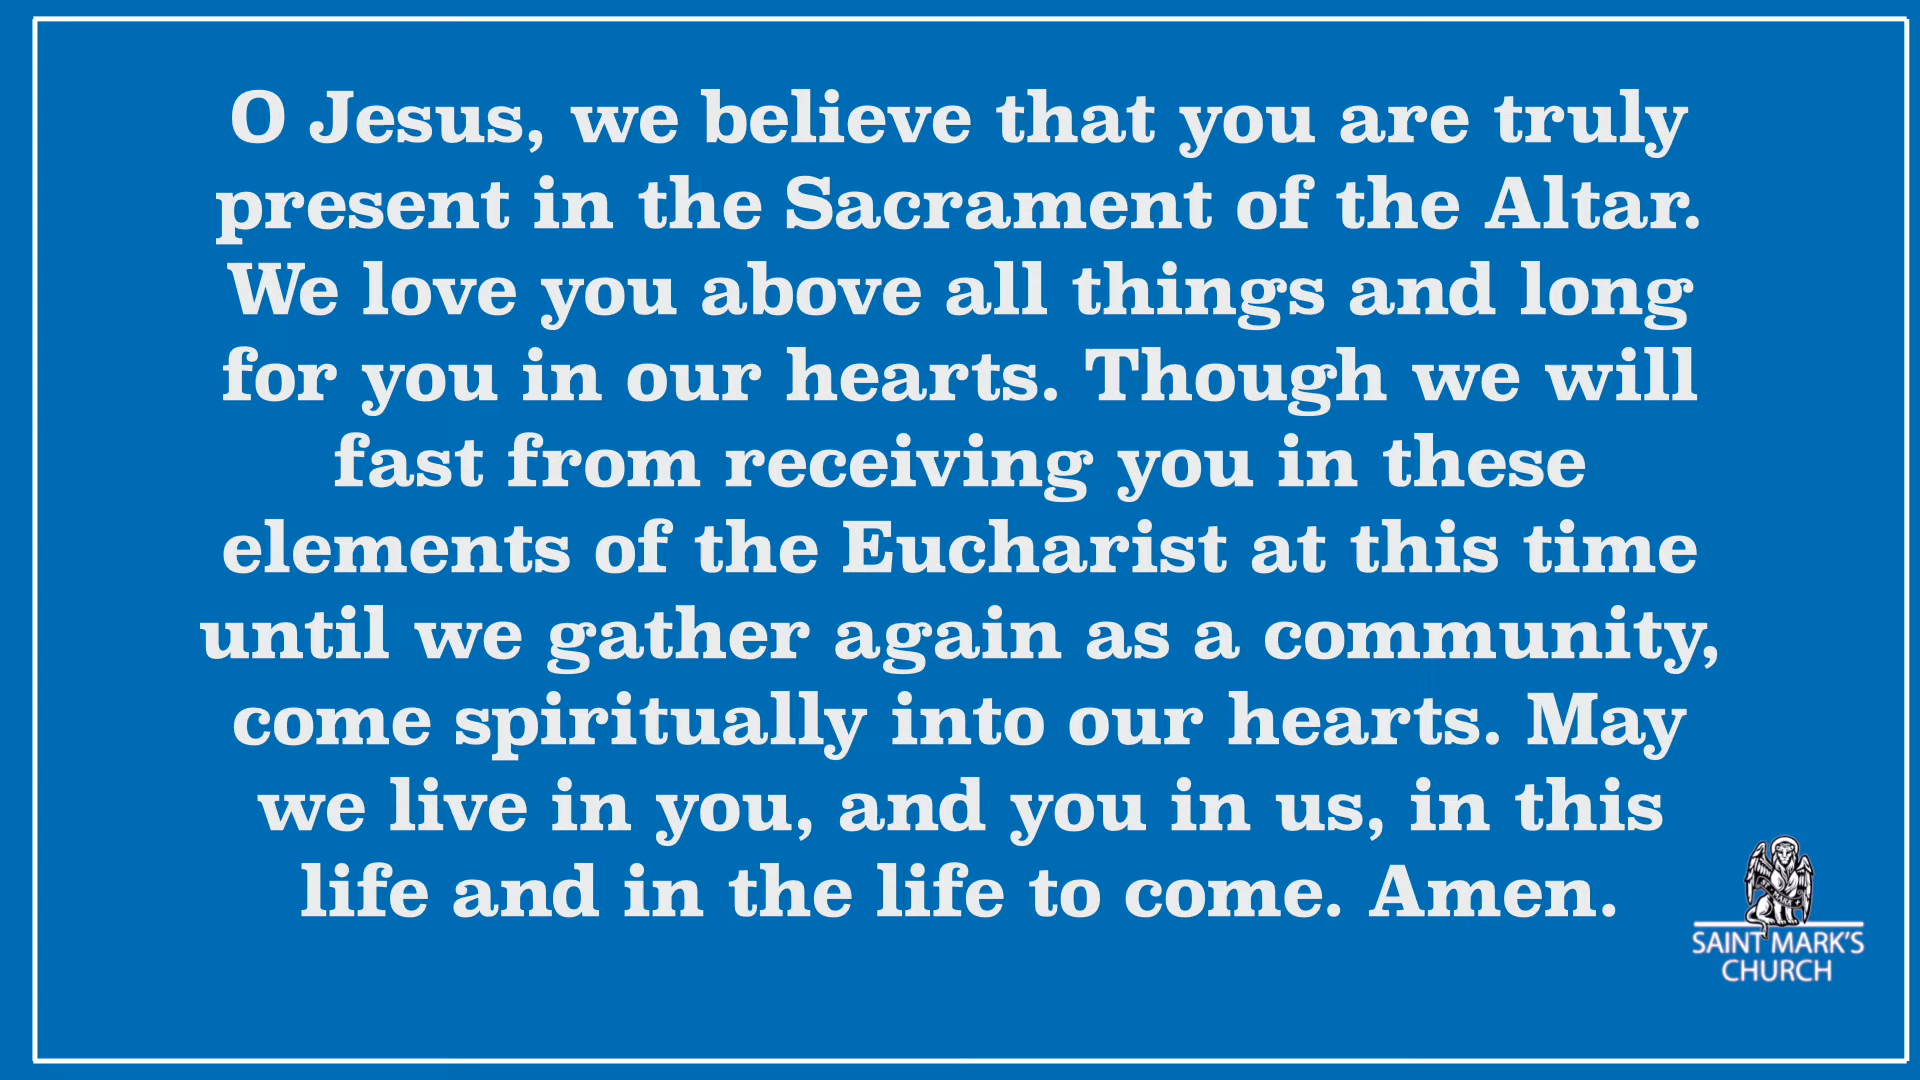 O Jesus, we believe that you are truly
present in the Sacrament of the Altar.
We love you above all things and long
for you in our hearts. Though we will
fast from receiving you in these
elements of the Eucharist at this time
until we gather again as a community,
come spiritually into our hearts. May
we live in you, and you in us, in this
life and in the life to come. Amen.
SAINT MARK'S
CHURCH